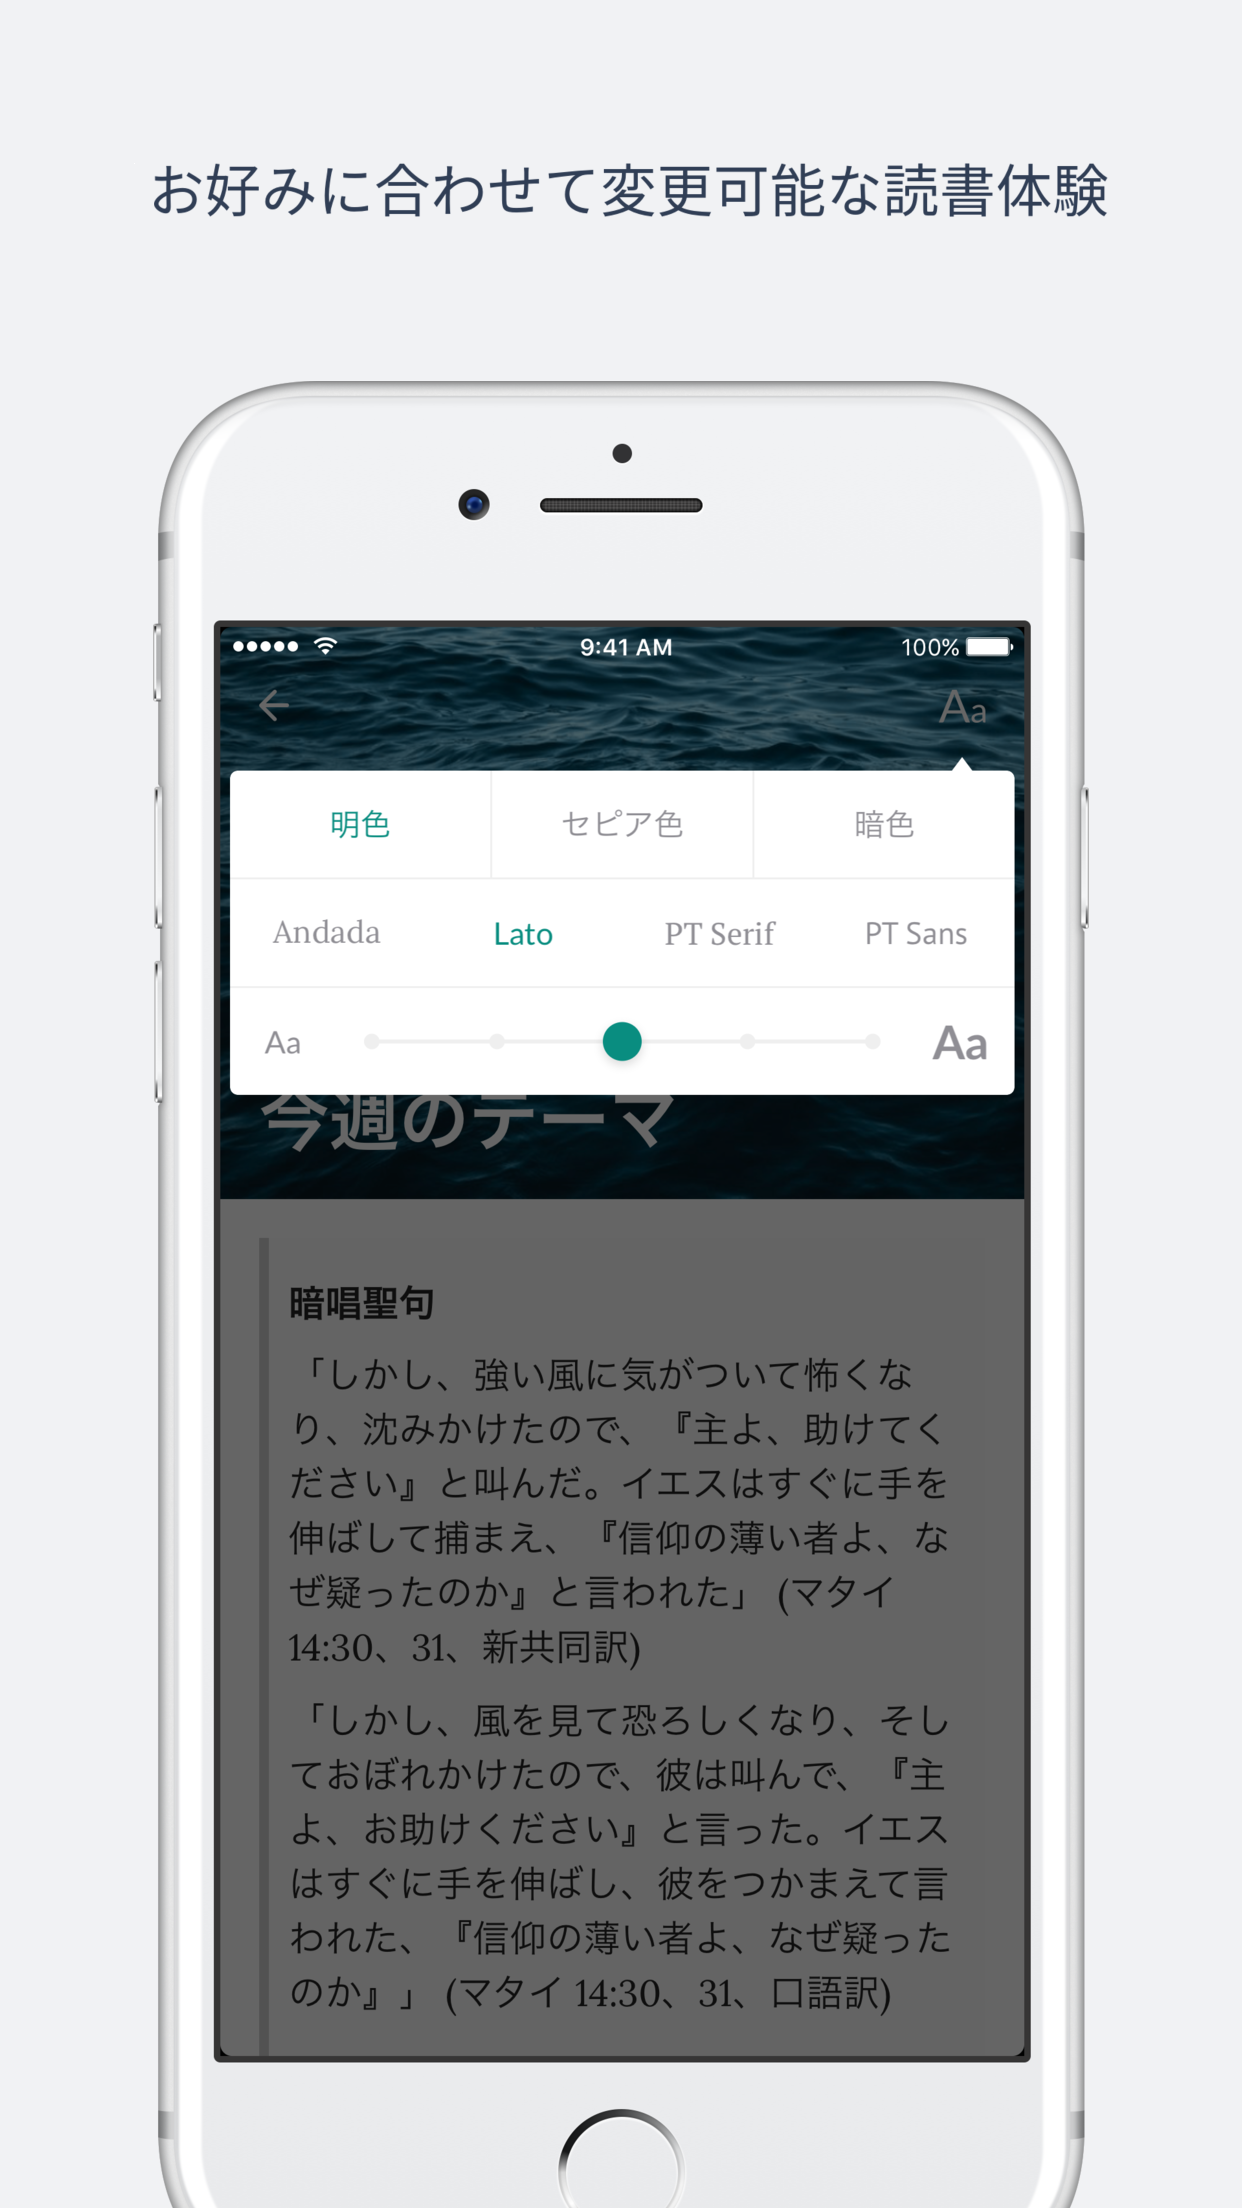 お好みに合わせて変更可能な読書体験
9:41 AM
100%
Aa
明色 セピア色 暗色
Andada Lato PT Serif PT Sans
Aa Aa
今週のテーマ
暗唱聖句
「しかし、強い風に気がついて怖くな
り、沈みかけたので、『主よ、助けてく
ださい』と叫んだ。イエスはすぐに手を
伸ばして捕まえ、『信仰の薄い者よ、な
ぜ疑ったのか』と言われた」 (マタイ
14:30、31、新共同訳)
「しかし、風を見て恐ろしくなり、そし
ておぼれかけたので、彼は叫んで、『主
よ、お助けください』と言った。イエス
はすぐに手を伸ばし、彼をつかまえて言
われた、『信仰の薄い者よ、なぜ疑った
のか』」 (マタイ 14:30、31、口語訳)